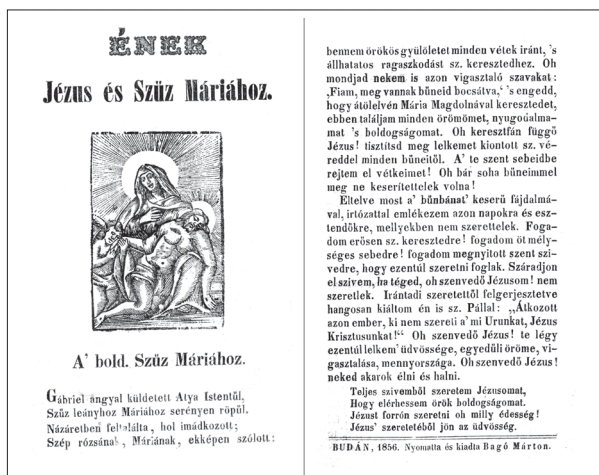 ÉNEK
Jézus és Szűz Máriához.
A' bold. Szűz Máriához.
Gábriel angyal küldetett Atya Istentűl,
Szűz leányhoz Máriához serényen röpűl.
Názáretben feltalálta, hol imádkozott;
Szép rózsának, Máriának, ekképen szólott:
bennem örökös gyülöletet minden vétek iránt, 's
állhatatos ragaszkodást sz. keresztedhez. Oh
mondjad nekem is azon vigasztaló szavakat:
„Fiam, meg vannak bűneid bocsátva,“ 's engedd,
hogy átölelvén Mária Magdolnával keresztedet,
ebben találjam minden örömömet, nyugodalma-
mat 's boldogságomat. Oh keresztfán függő
Jézus! tisztítsd meg lelkemet kiontott sz. vé-
reddel minden bűneitől. A' te szent sebeidbe
rejtem el vétkeimet! Oh bár soha bűneimmel
meg ne keserítettelek volna!
Eltelve most a' bűnbánat' keserű fájdalmá-
val, irtózattal emlékezem azon napokra és esz-
tendőkre, mellyekben nem szerettelek. Foga-
dom erősen sz. keresztedre! fogadom öt mély-
séges sebedre! fogadom megnyitott szent szí-
vedre, hogy ezentúl szeretni foglak. Száradjon
el szivem, ha téged, oh szenvedő Jézusom! nem
szeretlek. Irántadi szeretettől felgerjesztetve
hangosan kiáltom én is sz. Pállal: „Átkozott
azon ember, ki nem szereti a' mi Urunkat, Jézus
Krisztusunkat!“ Oh szenvedő Jézus! te légy
ezentúl lelkem' üdvössége, egyedűli öröme, vi-
gasztalása, mennyországa. Oh szenvedő Jézus!
neked akarok élni és halni.
Teljes szivemből szeretem Jézusomat,
Hogy elérhessem örök boldogságomat.
Jézust forrón szeretni oh milly édesség!
Jézus' szeretetéből jön az üdvösség.
BUDÁN, 1856. Nyomatta és kiadta Bagó Márton.